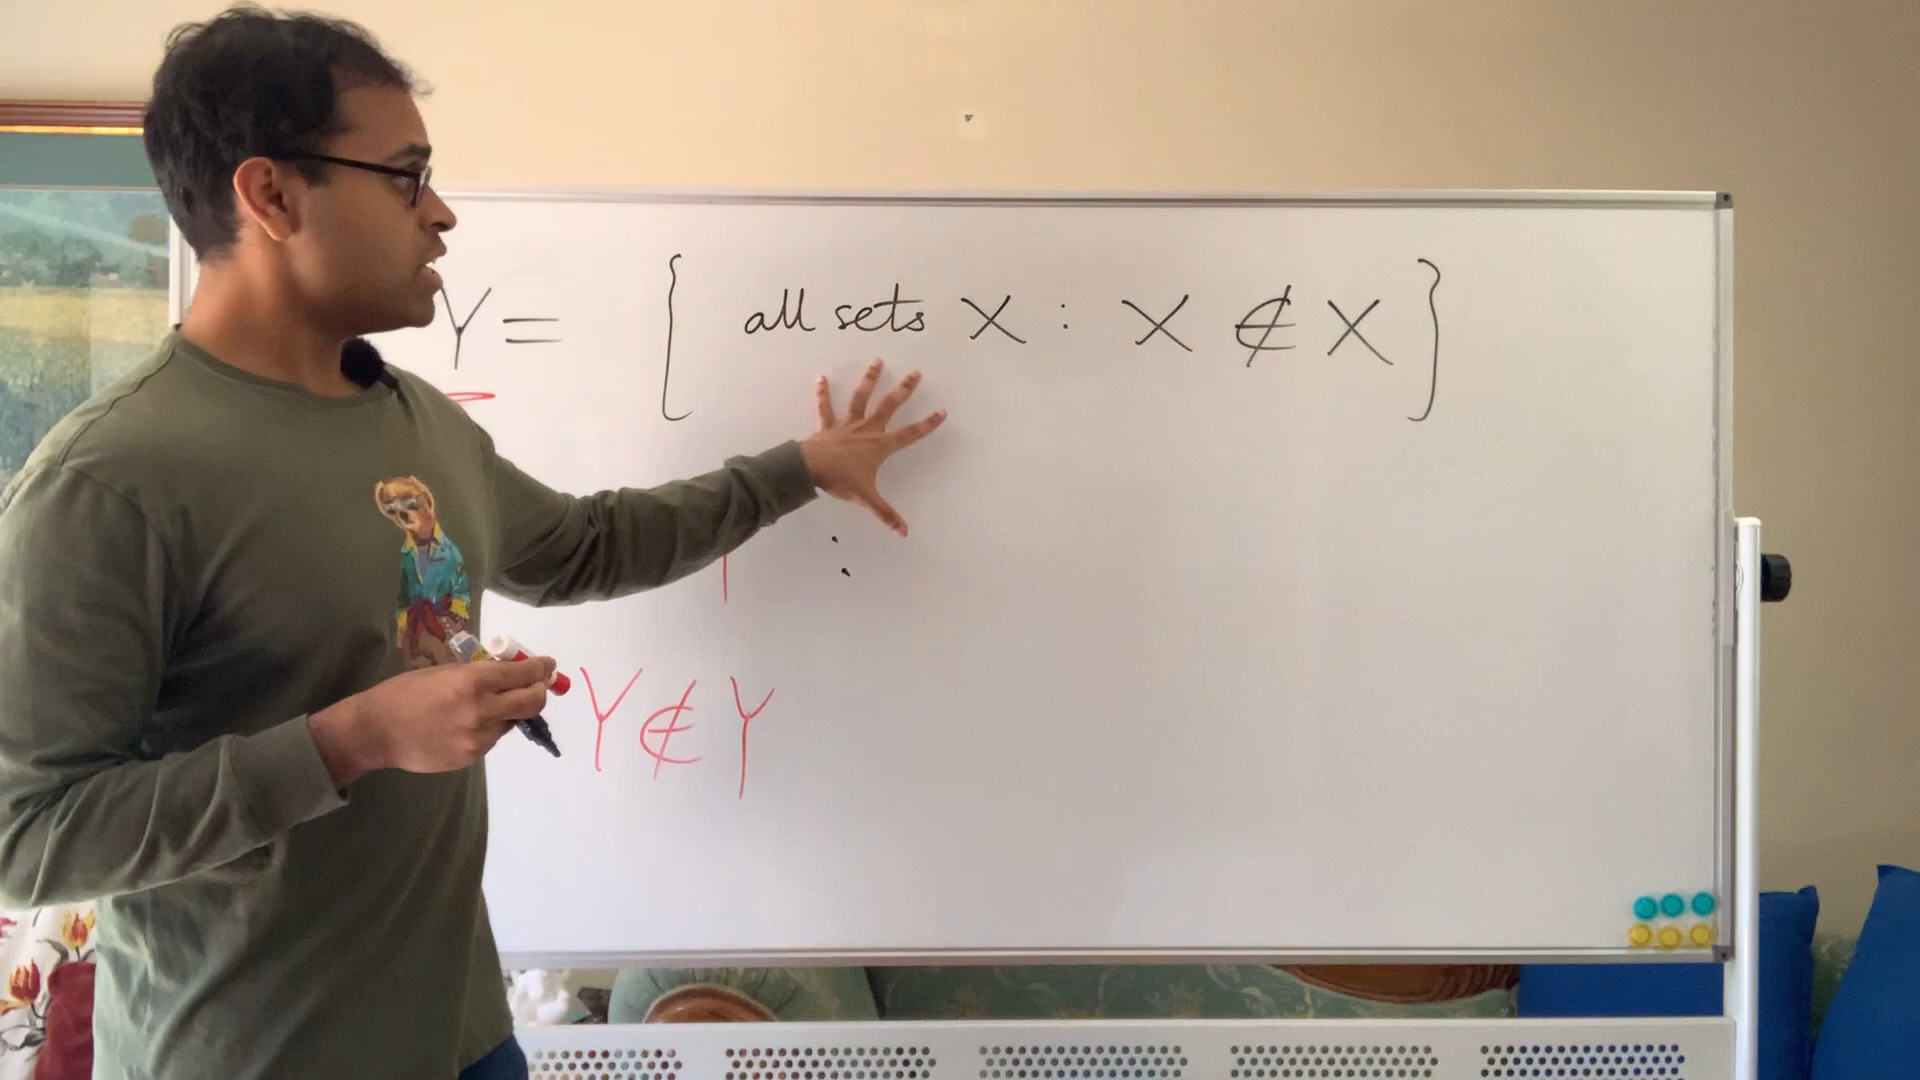 Y = { all sets X : X ∉ X }
:
Y ∉ Y